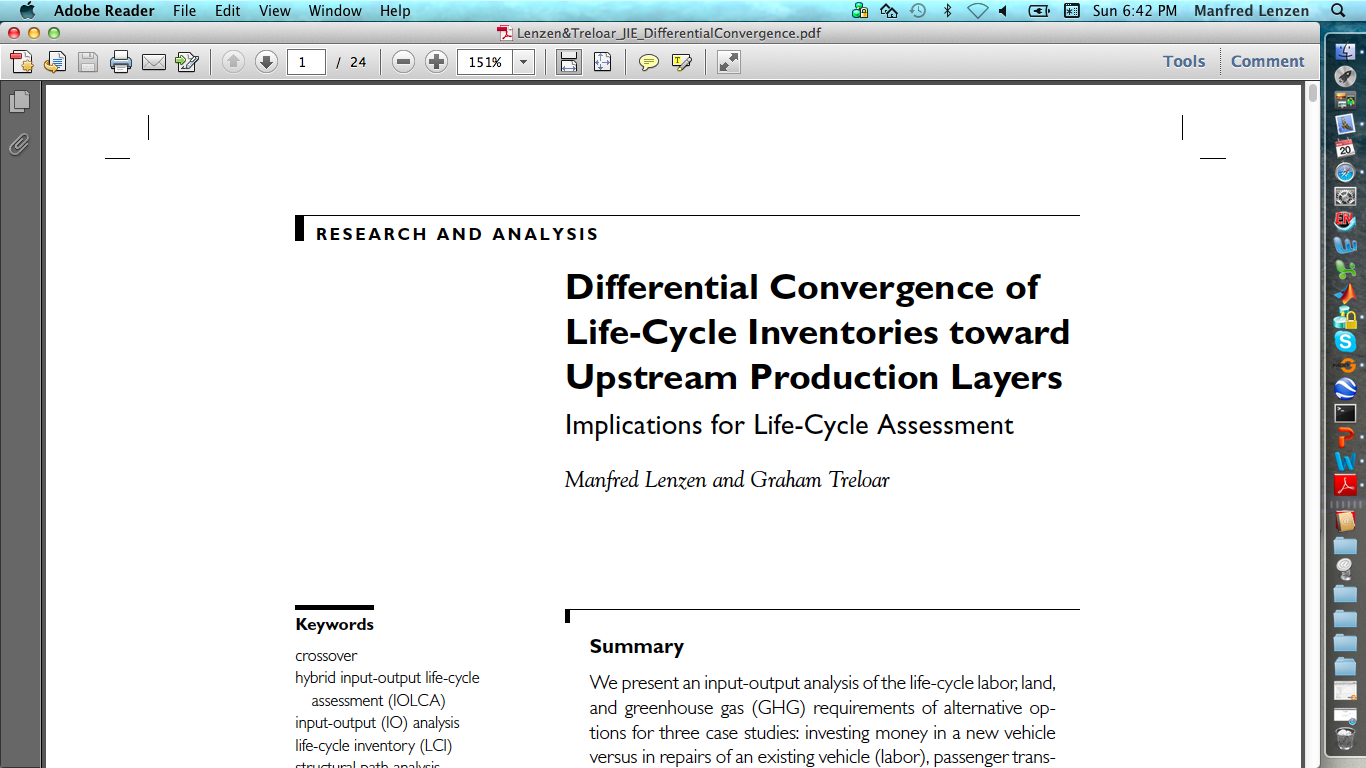 Adobe Reader File Edit View Window Help Sun 6:42 PM Manfred Lenzen
Lenzen&Treloar_JIE_DifferentialConvergence.pdf
1 / 24 151% Tools Comment
RESEARCH AND ANALYSIS
Differential Convergence of
Life-Cycle Inventories toward
Upstream Production Layers
Implications for Life-Cycle Assessment
Manfred Lenzen and Graham Treloar
Keywords
crossover
hybrid input-output life-cycle
assessment (IOLCA)
input-output (IO) analysis
life-cycle inventory (LCI)
structural path analysis
Summary
We present an input-output analysis of the life-cycle labor, land,
and greenhouse gas (GHG) requirements of alternative op-
tions for three case studies: investing money in a new vehicle
versus in repairs of an existing vehicle (labor), passenger trans-
20